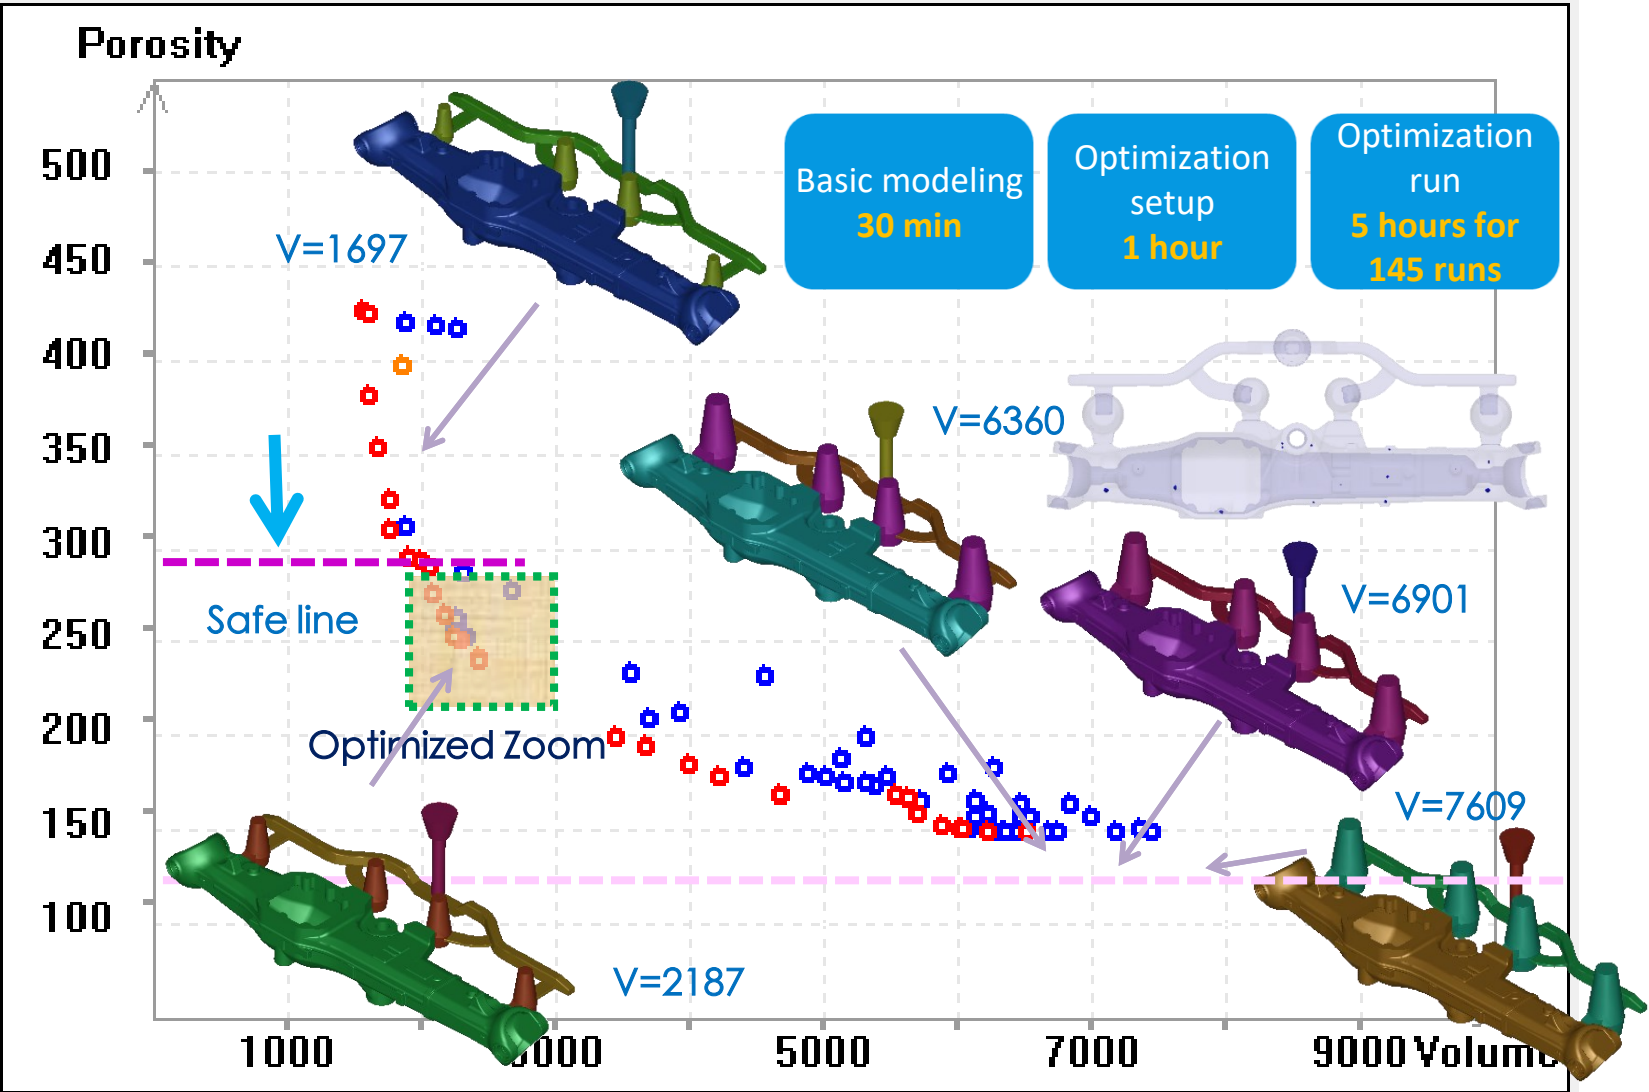 Porosity
500
450
400
350
300
250
200
150
100
V=1697
Basic modeling
30 min
Optimization
setup
1 hour
Optimization
run
5 hours for
145 runs
V=6360
V=6901
Safe line
Optimized Zoom
V=7609
V=2187
1000
5000
7000
9000